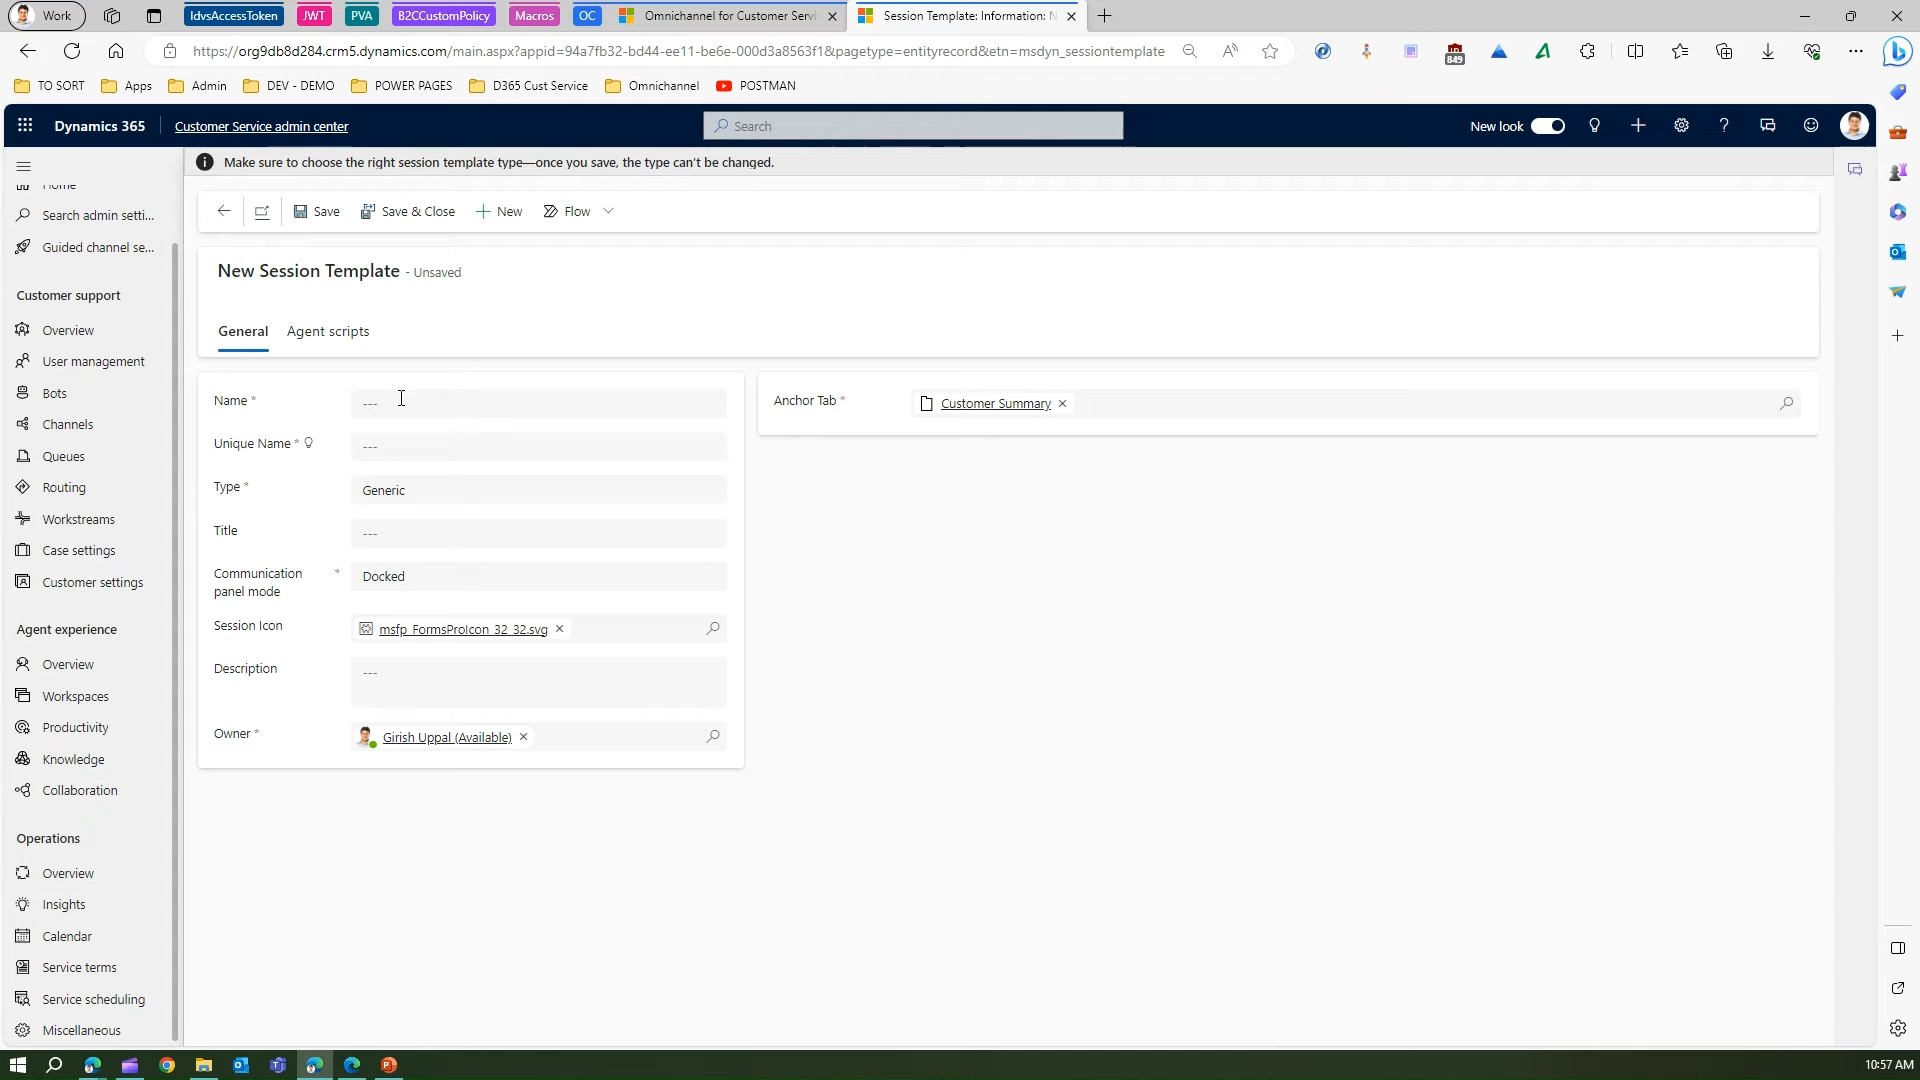 Work
IdvsAccessToken
JWT
PVA
B2CCustomPolicy
Macros
OC
Omnichannel for Customer Servi
Session Template: Information: N
https://org9db8d284.crm5.dynamics.com/main.aspx?appid=94a7fb32-bd44-ee11-be6e-000d3a8563f1&pagetype=entityrecord&etn=msdyn_sessiontemplate
849
TO SORT
Apps
Admin
DEV - DEMO
POWER PAGES
D365 Cust Service
Omnichannel
POSTMAN
Dynamics 365
Customer Service admin center
Search
New look
Make sure to choose the right session template type—once you save, the type can't be changed.
Home
Search admin setti...
Guided channel se...
Customer support
Overview
User management
Bots
Channels
Queues
Routing
Workstreams
Case settings
Customer settings
Agent experience
Overview
Workspaces
Productivity
Knowledge
Collaboration
Operations
Overview
Insights
Calendar
Service terms
Service scheduling
Miscellaneous
Save
Save & Close
New
Flow
New Session Template - Unsaved
General
Agent scripts
Name *
---
Unique Name *
---
Type *
Generic
Title
---
Communication panel mode *
Docked
Session Icon
msfp_FormsProIcon_32_32.svg
Description
---
Owner *
Girish Uppal (Available)
Anchor Tab *
Customer Summary
10:57 AM